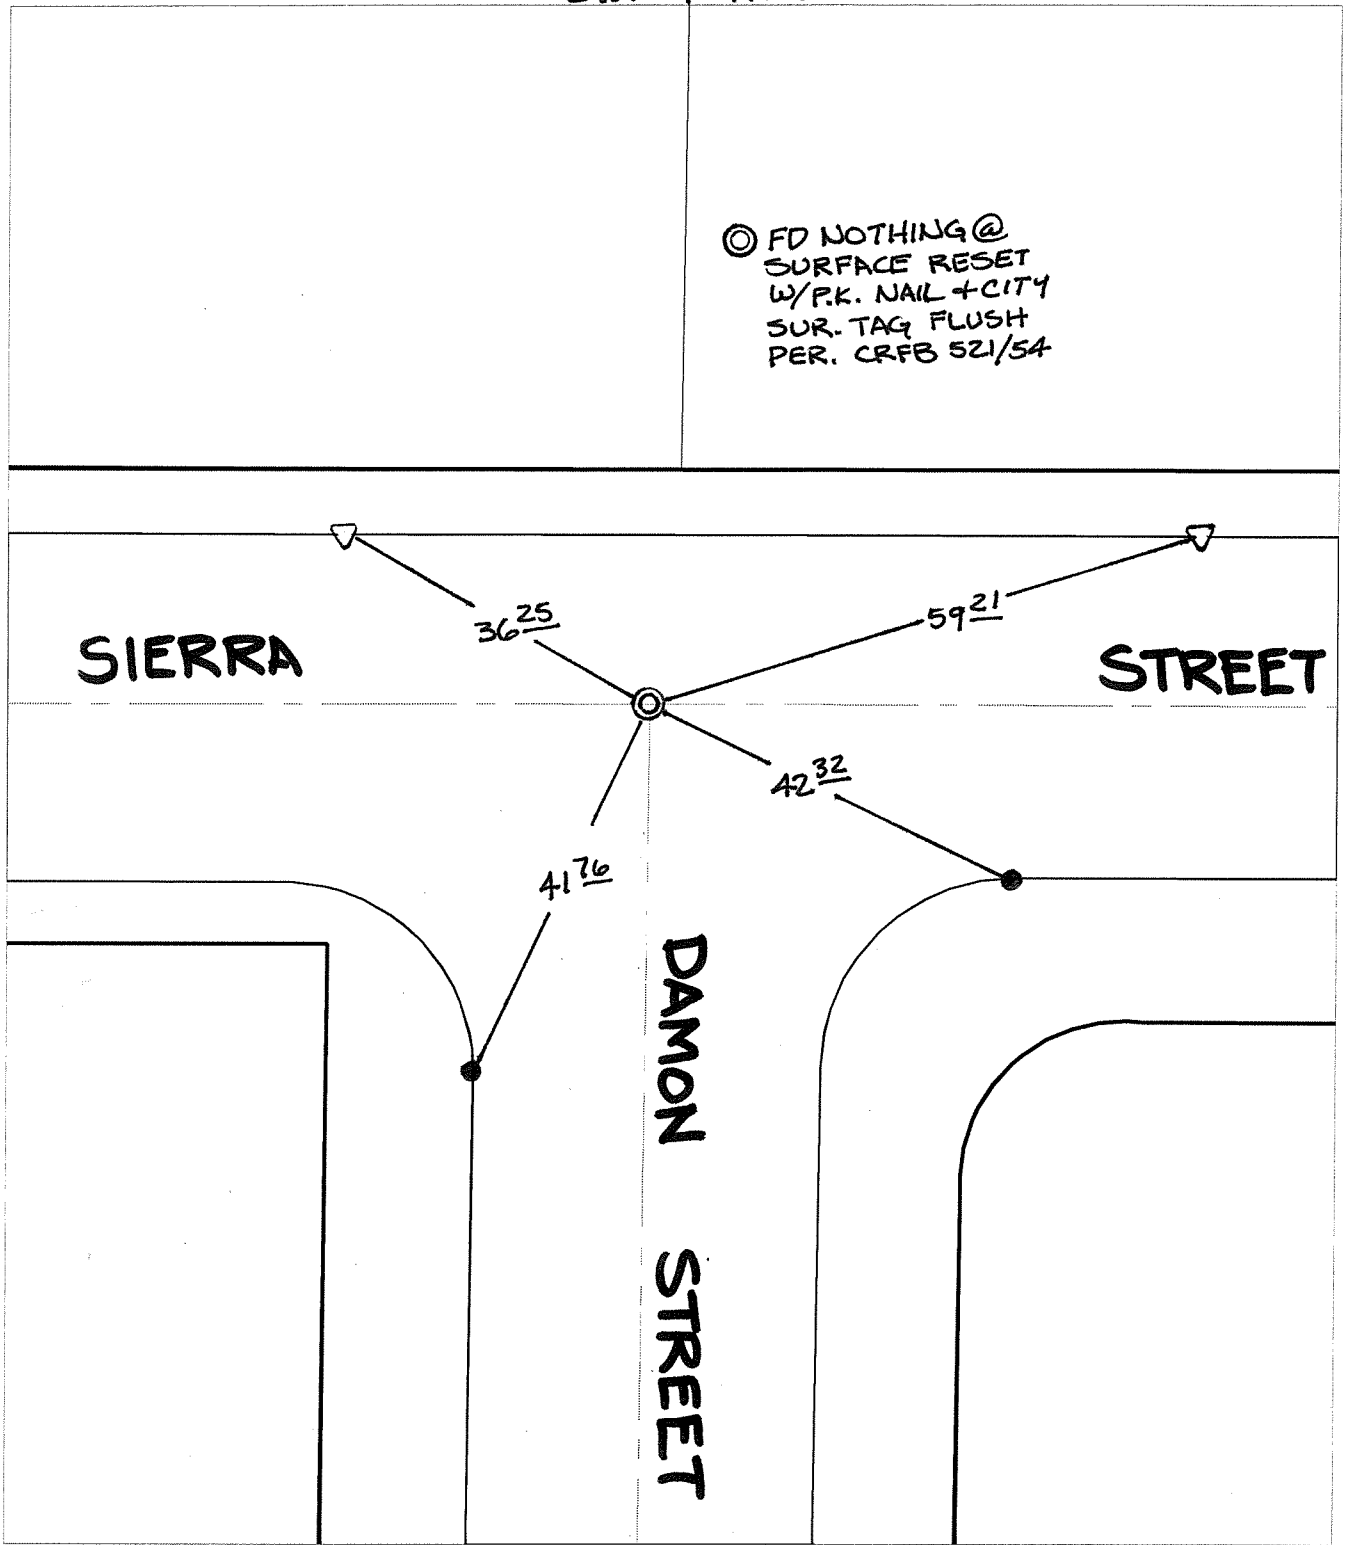 FD NOTHING @
SURFACE RESET
W/P.K. NAIL + CITY
SUR. TAG FLUSH
PER. CRFB 521/54
36 25
59 21
SIERRA STREET
42 32
41 76
DAMON STREET